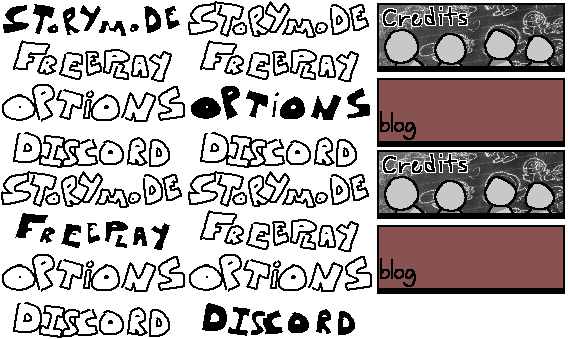 STORYMODE STORYMODE Credits
FREEPLAY FREEPLAY
OPTiONS OPTiONS blog
DISCORD DISCORD
STORYMODE STORYMODE Credits
FREEPLAY FREEPLAY
OPTiONS OPTiONS blog
DISCORD DISCORD